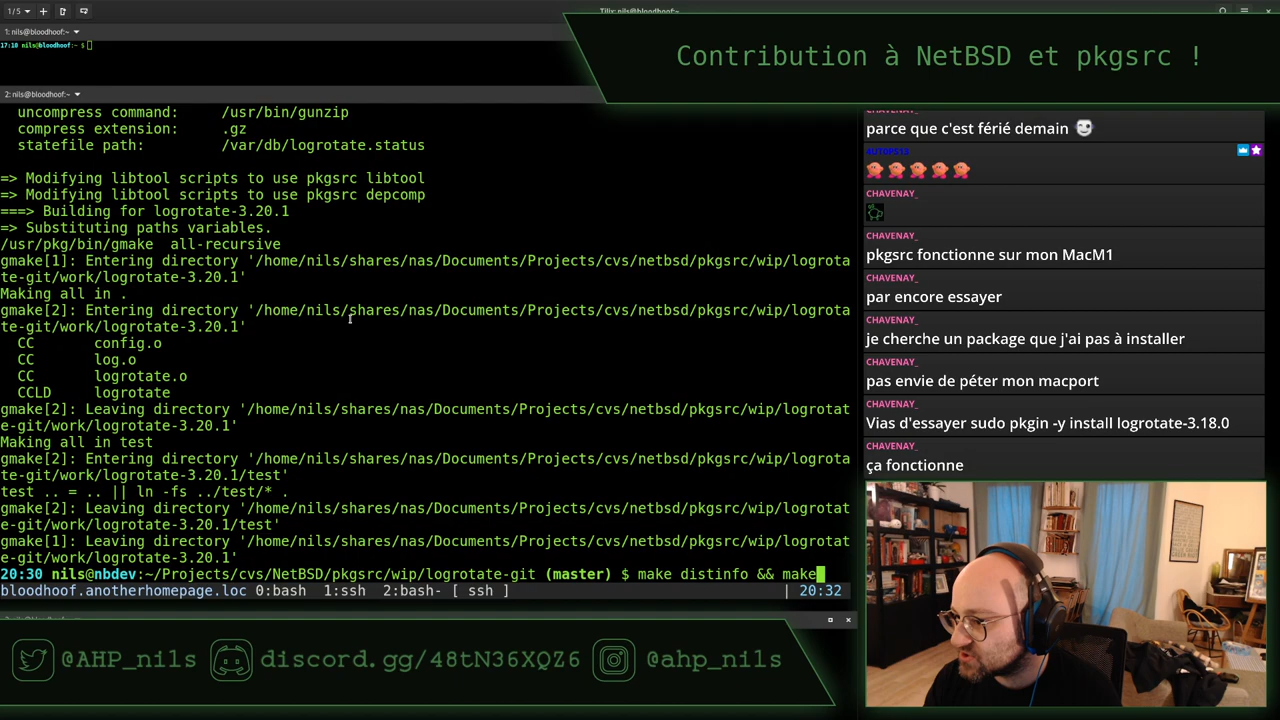 1/5
Tilix: nils@bloodhoof:~
1: nils@bloodhoof:~
17:18 nils@bloodhoof:~ $
Contribution à NetBSD et pkgsrc !
2: nils@bloodhoof:~
uncompress command: /usr/bin/gunzip
compress extension: .gz
statefile path: /var/db/logrotate.status
=> Modifying libtool scripts to use pkgsrc libtool
=> Modifying libtool scripts to use pkgsrc depcomp
===> Building for logrotate-3.20.1
=> Substituting paths variables.
/usr/pkg/bin/gmake  all-recursive
gmake[1]: Entering directory '/home/nils/shares/nas/Documents/Projects/cvs/netbsd/pkgsrc/wip/logrota
te-git/work/logrotate-3.20.1'
Making all in .
gmake[2]: Entering directory '/home/nils/shares/nas/Documents/Projects/cvs/netbsd/pkgsrc/wip/logrota
te-git/work/logrotate-3.20.1'
CC config.o
CC log.o
CC logrotate.o
CCLD logrotate
gmake[2]: Leaving directory '/home/nils/shares/nas/Documents/Projects/cvs/netbsd/pkgsrc/wip/logrotat
e-git/work/logrotate-3.20.1'
Making all in test
gmake[2]: Entering directory '/home/nils/shares/nas/Documents/Projects/cvs/netbsd/pkgsrc/wip/logrota
te-git/work/logrotate-3.20.1/test'
test .. = .. || ln -fs ../test/* .
gmake[2]: Leaving directory '/home/nils/shares/nas/Documents/Projects/cvs/netbsd/pkgsrc/wip/logrotat
e-git/work/logrotate-3.20.1/test'
gmake[1]: Leaving directory '/home/nils/shares/nas/Documents/Projects/cvs/netbsd/pkgsrc/wip/logrotat
e-git/work/logrotate-3.20.1'
20:30 nils@nbdev:~/Projects/cvs/NetBSD/pkgsrc/wip/logrotate-git (master) $ make distinfo && make
bloodhoof.anotherhomepage.loc 0:bash  1:ssh  2:bash- [ ssh ] | 20:32
CHAVENAY_
parce que c'est férié demain
4UT0PS1S
CHAVENAY_
CHAVENAY_
pkgsrc fonctionne sur mon MacM1
CHAVENAY_
par encore essayer
CHAVENAY_
je cherche un package que j'ai pas à installer
CHAVENAY_
pas envie de péter mon macport
CHAVENAY_
Vias d'essayer sudo pkgin -y install logrotate-3.18.0
CHAVENAY_
ça fonctionne
@AHP_nils
discord.gg/48tN36XQZ6
@ahp_nils